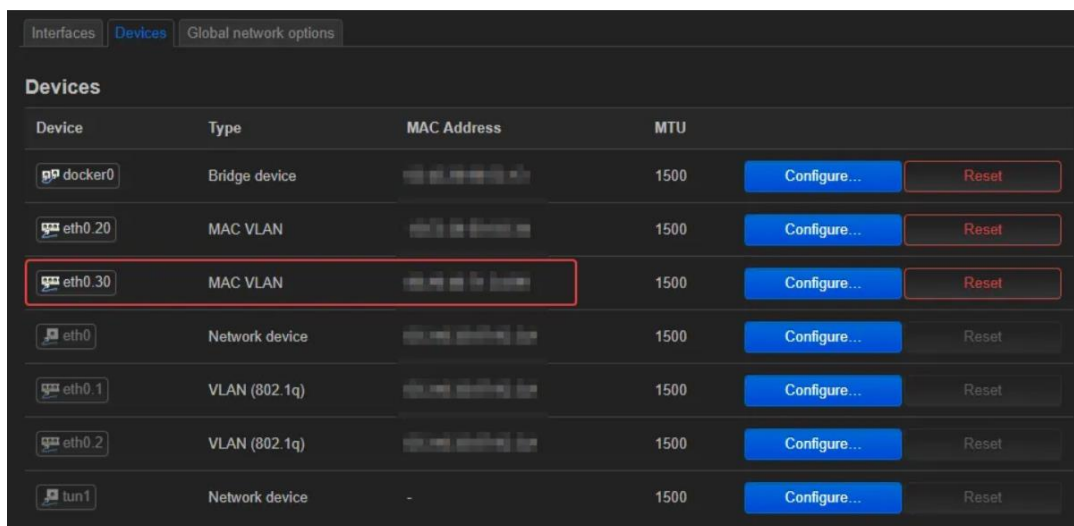 Interfaces Devices Global network options
Devices
Device Type MAC Address MTU
docker0 Bridge device 1500 Configure... Reset
eth0.20 MAC VLAN 1500 Configure... Reset
eth0.30 MAC VLAN 1500 Configure... Reset
eth0 Network device 1500 Configure... Reset
eth0.1 VLAN (802.1q) 1500 Configure... Reset
eth0.2 VLAN (802.1q) 1500 Configure... Reset
tun1 Network device - 1500 Configure... Reset